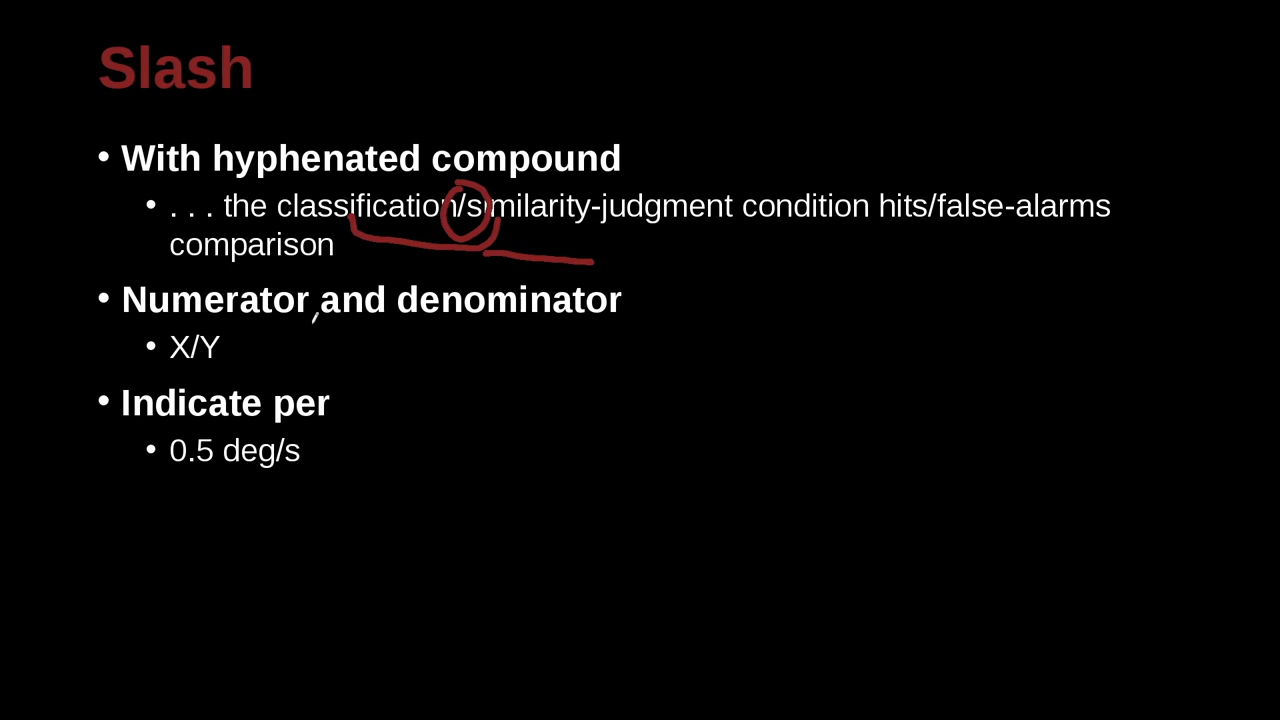 Slash
• With hyphenated compound
• . . . the classification/similarity-judgment condition hits/false-alarms
comparison
• Numerator and denominator
• X/Y
• Indicate per
• 0.5 deg/s